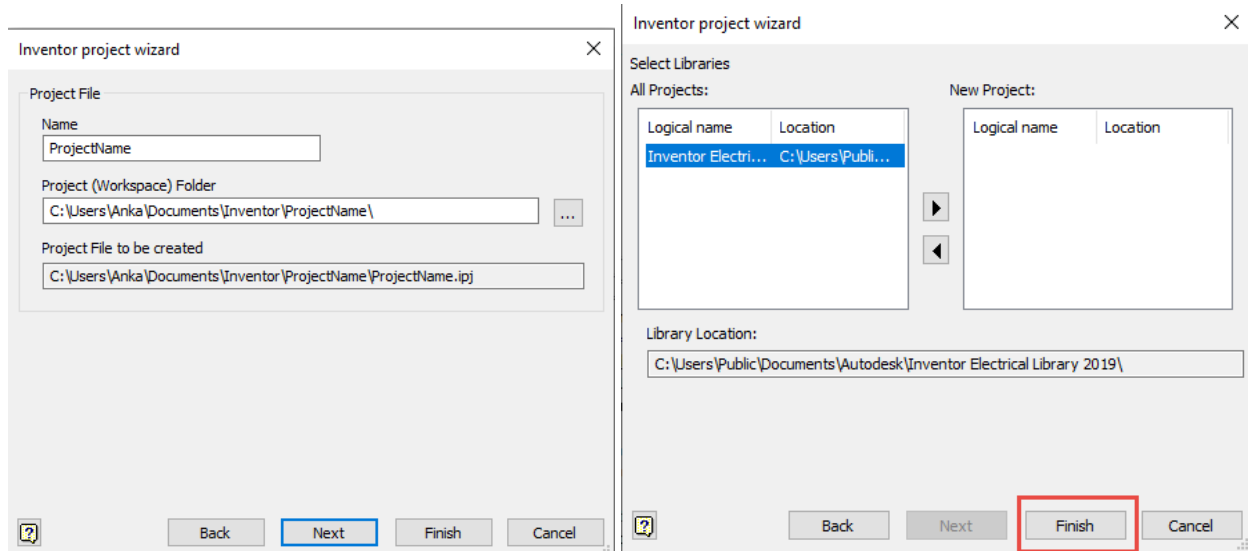 Inventor project wizard
Project File
Name
ProjectName
Project (Workspace) Folder
C:\Users\Anka\Documents\Inventor\ProjectName\
...
Project File to be created
C:\Users\Anka\Documents\Inventor\ProjectName\ProjectName.ipj
Back Next Finish Cancel
Inventor project wizard
Select Libraries
All Projects: New Project:
Logical name Location Logical name Location
Inventor Electri... C:\Users\Publi...
Library Location:
C:\Users\Public\Documents\Autodesk\Inventor Electrical Library 2019\
Back Next Finish Cancel